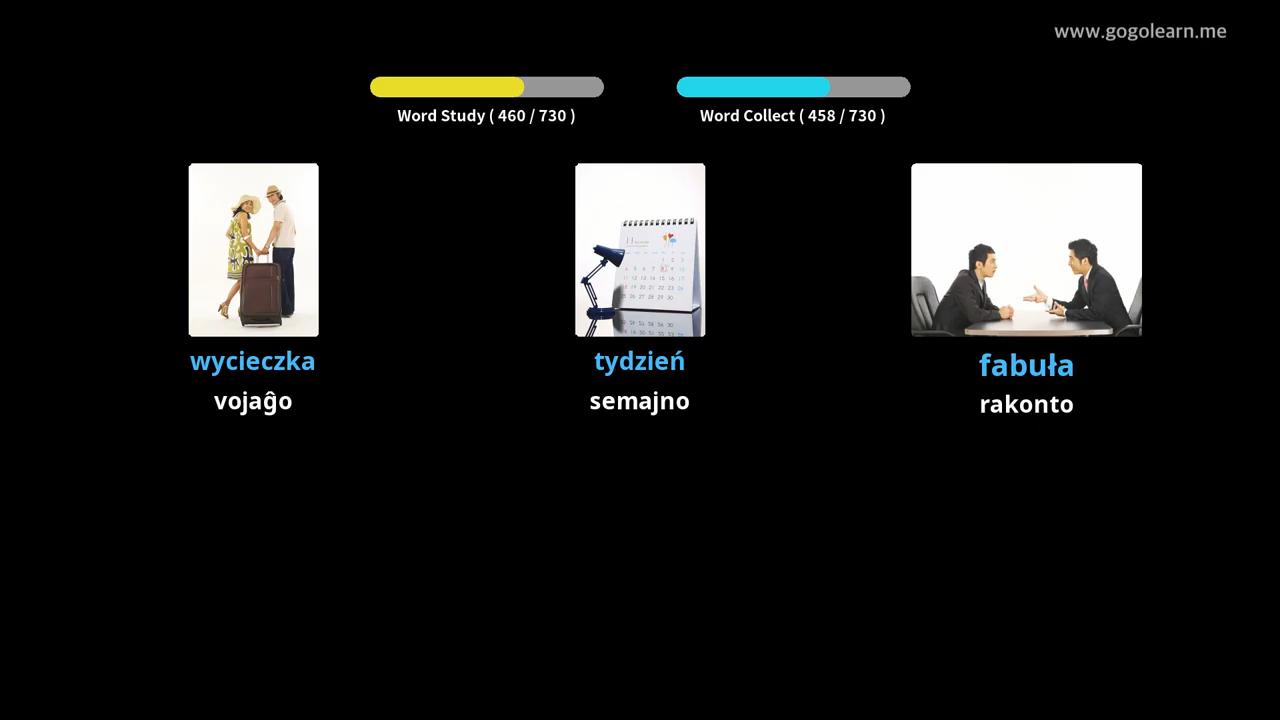 www.gogolearn.me
Word Study ( 460 / 730 )
Word Collect ( 458 / 730 )
wycieczka
vojaĝo
tydzień
semajno
fabuła
rakonto